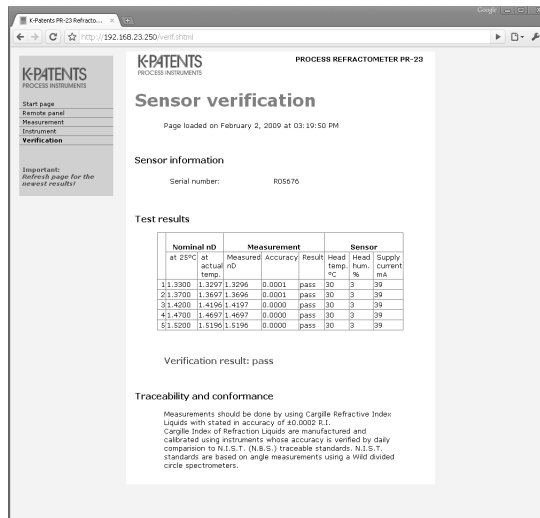 Google
K-Patents PR-23 Refracto...
http://192.168.23.250/verif.shtml
K-PATENTS
PROCESS INSTRUMENTS
Start page
Remote panel
Measurement
Instrument
Verification
Important:
Refresh page for the
newest results!
K-PATENTS
PROCESS INSTRUMENTS
PROCESS REFRACTOMETER PR-23
Sensor verification
Page loaded on February 2, 2009 at 03:19:50 PM
Sensor information
Serial number: R05676
Test results
Nominal nD Measurement Sensor
at 25°C at actual temp. Measured nD Accuracy Result Head temp. °C Head hum. % Supply current mA
1 1.3300 1.3297 1.3296 0.0001 pass 30 3 39
2 1.3700 1.3697 1.3696 0.0001 pass 30 3 39
3 1.4200 1.4196 1.4197 0.0000 pass 30 3 39
4 1.4700 1.4697 1.4697 0.0000 pass 30 3 39
5 1.5200 1.5196 1.5196 0.0000 pass 30 3 39
Verification result: pass
Traceability and conformance
Measurements should be done by using Cargille Refractive Index
Liquids with stated in accuracy of ±0.0002 R.I.
Cargille Index of Refraction Liquids are manufactured and
calibrated using instruments whose accuracy is verified by daily
comparision to N.I.S.T. (N.B.S.) traceable standards. N.I.S.T.
standards are based on angle measurements using a Wild divided
circle spectrometers.